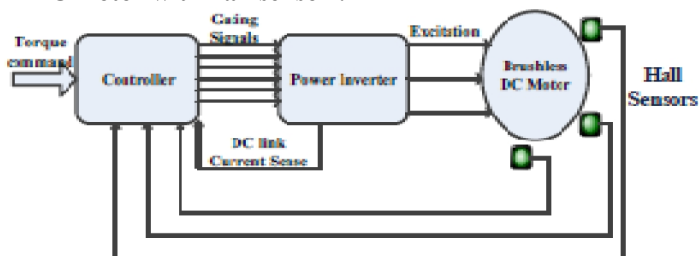 Torque
command
Controller
Gating
Signals
Power Inverter
DC link
Current Sense
Excitation
Brushless
DC Motor
Hall
Sensors